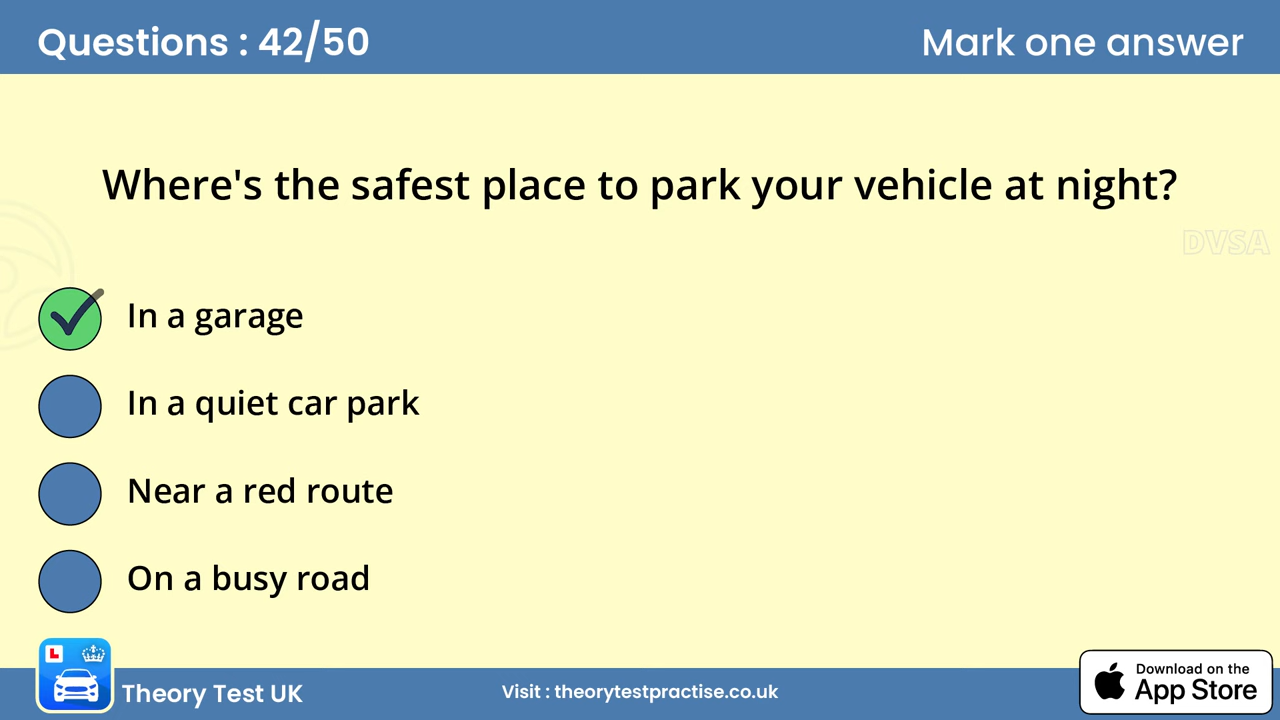 Questions : 42/50
Mark one answer
Where's the safest place to park your vehicle at night?
DVSA
In a garage
In a quiet car park
Near a red route
On a busy road
L
Theory Test UK
Visit : theorytestpractise.co.uk
Download on the
App Store